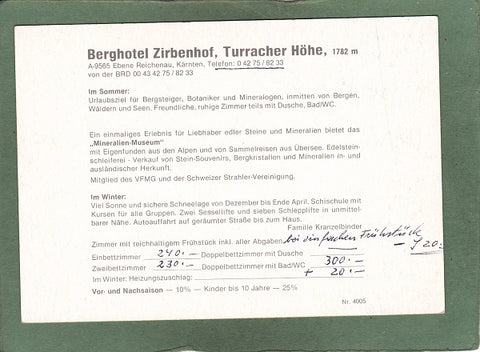 Berghotel Zirbenhof, Turracher Höhe, 1782 m
A-9565 Ebene Reichenau, Kärnten, Telefon: 0 42 75 / 82 33
von der BRD 00 43 42 75 / 82 33
Im Sommer:
Urlaubsziel für Bergsteiger, Botaniker und Mineralogen, inmitten von Bergen,
Wäldern und Seen. Freundliche, ruhige Zimmer teils mit Dusche, Bad/WC.
Ein einmaliges Erlebnis für Liebhaber edler Steine und Mineralien bietet das
„Mineralien-Museum“
mit Eigenfunden aus den Alpen und von Sammelreisen aus Übersee. Edelstein-
schleiferei - Verkauf von Stein-Souvenirs, Bergkristallen und Mineralien in- und
ausländischer Herkunft.
Mitglied des VFMG und der Schweizer Strahler-Vereinigung.
Im Winter:
Viel Sonne und sichere Schneelage von Dezember bis Ende April. Schischule mit
Kursen für alle Gruppen. Zwei Sessellifte und sieben Schlepplifte in unmittel-
barer Nähe. Autoauffahrt auf geräumter Straße bis zum Haus.
Familie Kranzelbinder
Zimmer mit reichhaltigem Frühstück inkl. aller Abgaben, bei einfachem Frühstück
– S 20.-
Einbettzimmer 240.- Doppelbettzimmer mit Dusche 300.-
Zweibettzimmer 230.- Doppelbettzimmer mit Bad/WC
Im Winter: Heizungszuschlag: + 20.-
Vor- und Nachsaison — 10% — Kinder bis 10 Jahre — 25%
Nr. 4005